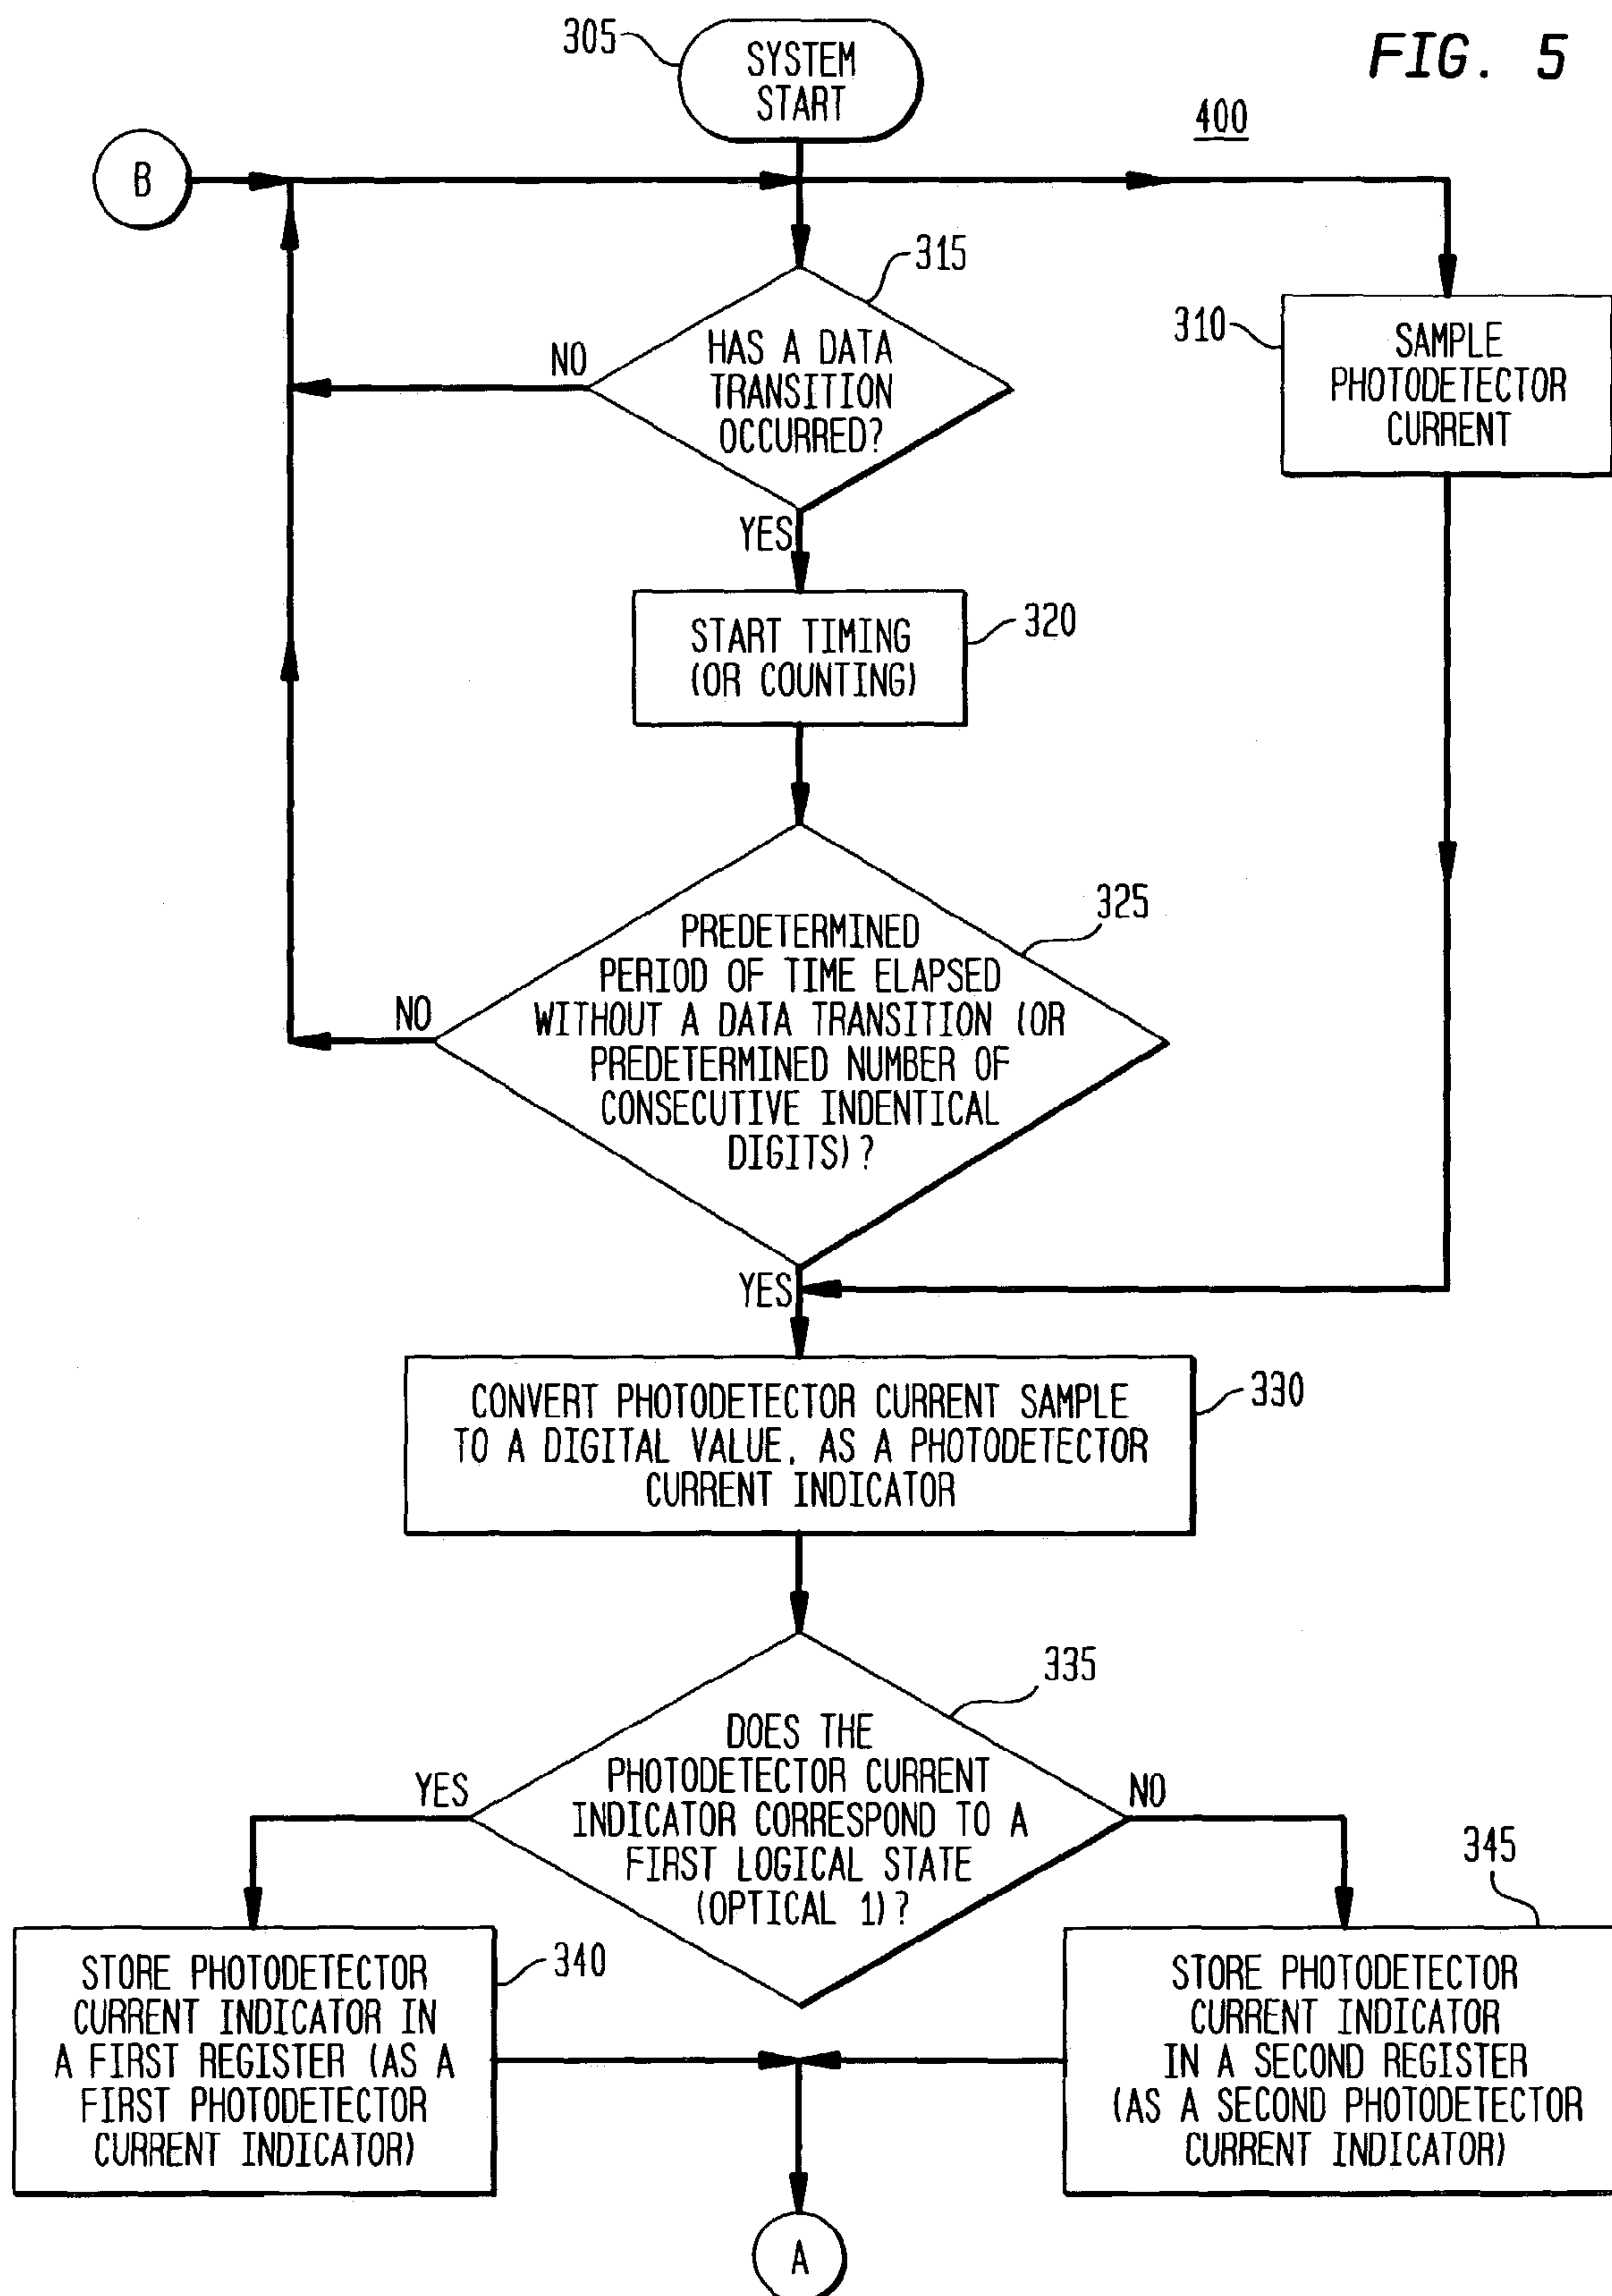 FIG. 5
400
305
SYSTEM
START
B
315
HAS A DATA
TRANSITION
OCCURRED?
NO
YES
310
SAMPLE
PHOTODETECTOR
CURRENT
320
START TIMING
(OR COUNTING)
325
PREDETERMINED
PERIOD OF TIME ELAPSED
WITHOUT A DATA TRANSITION (OR
PREDETERMINED NUMBER OF
CONSECUTIVE INDENTICAL
DIGITS)?
NO
YES
330
CONVERT PHOTODETECTOR CURRENT SAMPLE
TO A DIGITAL VALUE, AS A PHOTODETECTOR
CURRENT INDICATOR
335
DOES THE
PHOTODETECTOR CURRENT
INDICATOR CORRESPOND TO A
FIRST LOGICAL STATE
(OPTICAL 1)?
YES
NO
340
STORE PHOTODETECTOR
CURRENT INDICATOR IN
A FIRST REGISTER (AS A
FIRST PHOTODETECTOR
CURRENT INDICATOR)
345
STORE PHOTODETECTOR
CURRENT INDICATOR
IN A SECOND REGISTER
(AS A SECOND PHOTODETECTOR
CURRENT INDICATOR)
A